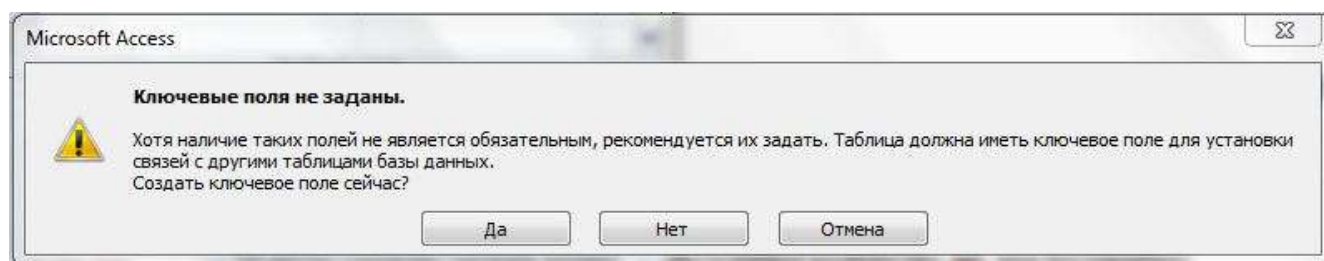 Microsoft Access
Ключевые поля не заданы.
Хотя наличие таких полей не является обязательным, рекомендуется их задать. Таблица должна иметь ключевое поле для установки
связей с другими таблицами базы данных.
Создать ключевое поле сейчас?
Да Нет Отмена